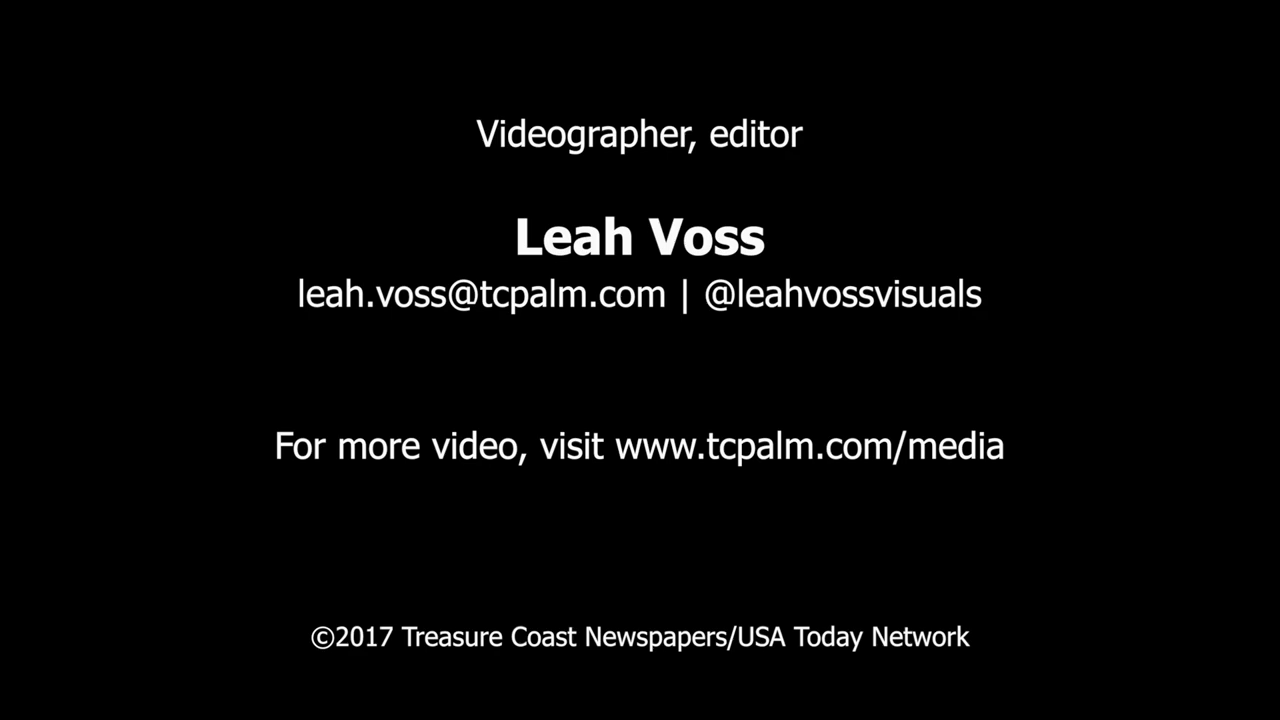 Videographer, editor
Leah Voss
leah.voss@tcpalm.com | @leahvossvisuals
For more video, visit www.tcpalm.com/media
©2017 Treasure Coast Newspapers/USA Today Network